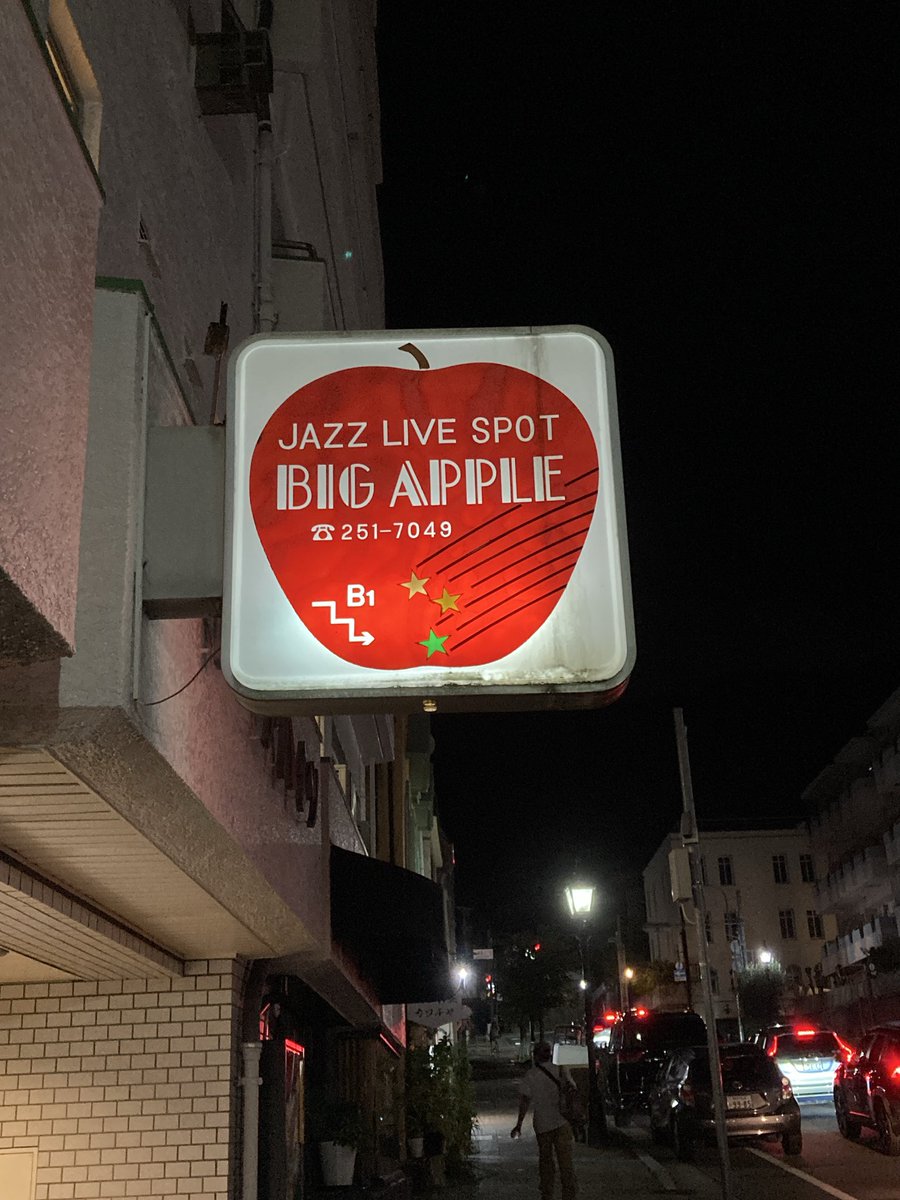 JAZZ LIVE SPOT
BIG APPLE
☎251-7049
B1